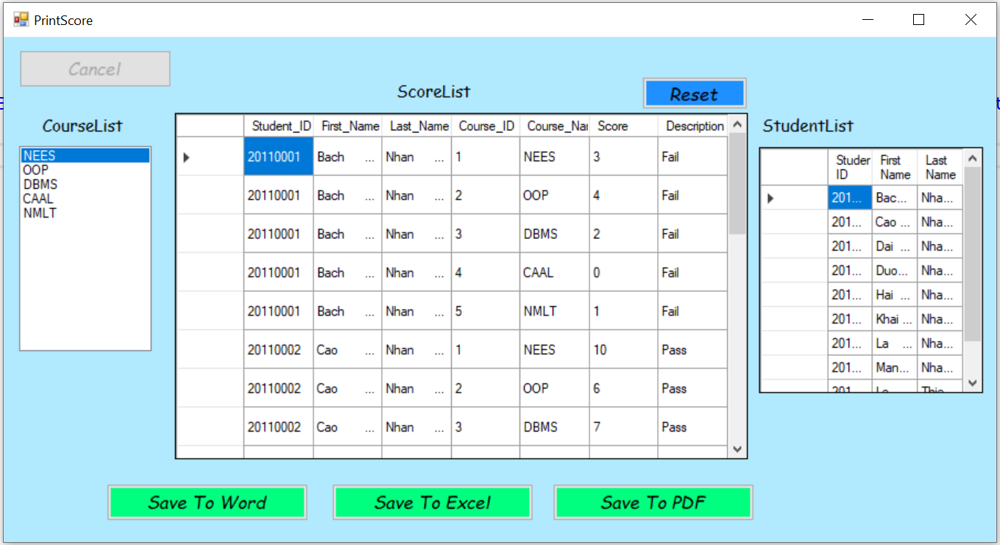 PrintScore
Cancel
ScoreList
Reset
CourseList
StudentList
NEES
OOP
DBMS
CAAL
NMLT
Student_ID First_Name Last_Name Course_ID Course_Nar Score Description
20110001 Bach ... Nhan ... 1 NEES 3 Fail
20110001 Bach ... Nhan ... 2 OOP 4 Fail
20110001 Bach ... Nhan ... 3 DBMS 2 Fail
20110001 Bach ... Nhan ... 4 CAAL 0 Fail
20110001 Bach ... Nhan ... 5 NMLT 1 Fail
20110002 Cao ... Nhan ... 1 NEES 10 Pass
20110002 Cao ... Nhan ... 2 OOP 6 Pass
20110002 Cao ... Nhan ... 3 DBMS 7 Pass
Studer First Last
ID Name Name
201... Bac... Nha...
201... Cao ... Nha...
201... Dai ... Nha...
201... Duo... Nha...
201... Hai ... Nha...
201... Khai ... Nha...
201... La ... Nha...
201... Man... Nha...
Save To Word
Save To Excel
Save To PDF